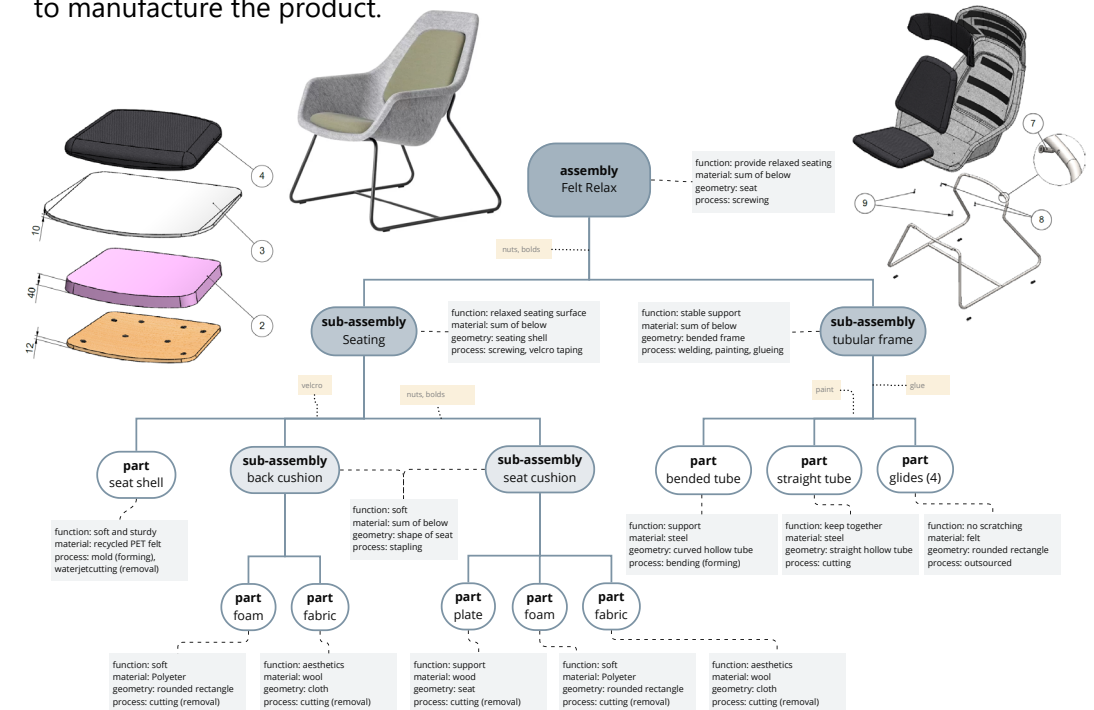 to manufacture the product.
4
10
3
40
2
12
7
9
8
assembly
Felt Relax
function: provide relaxed seating
material: sum of below
geometry: seat
process: screwing
nuts, bolds
sub-assembly
Seating
function: relaxed seating surface
material: sum of below
geometry: seating shell
process: screwing, velcro taping
function: stable support
material: sum of below
geometry: bended frame
process: welding, painting, glueing
sub-assembly
tubular frame
velcro
nuts, bolds
paint
glue
part
seat shell
sub-assembly
back cushion
sub-assembly
seat cushion
part
bended tube
part
straight tube
part
glides (4)
function: soft and sturdy
material: recycled PET felt
process: mold (forming),
waterjetcutting (removal)
function: soft
material: sum of below
geometry: shape of seat
process: stapling
function: support
material: steel
geometry: curved hollow tube
process: bending (forming)
function: keep together
material: steel
geometry: straight hollow tube
process: cutting
function: no scratching
material: felt
geometry: rounded rectangle
process: outsourced
part
foam
part
fabric
part
plate
part
foam
part
fabric
function: soft
material: Polyeter
geometry: rounded rectangle
process: cutting (removal)
function: aesthetics
material: wool
geometry: cloth
process: cutting (removal)
function: support
material: wood
geometry: seat
process: cutting (removal)
function: soft
material: Polyeter
geometry: rounded rectangle
process: cutting (removal)
function: aesthetics
material: wool
geometry: cloth
process: cutting (removal)